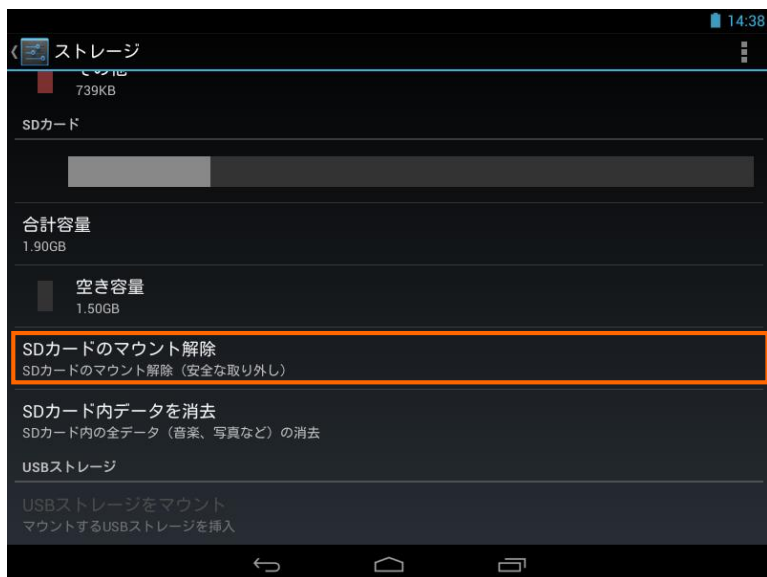 14:38
ストレージ
その他
739KB
SDカード
合計容量
1.90GB
空き容量
1.50GB
SDカードのマウント解除
SDカードのマウント解除（安全な取り外し）
SDカード内データを消去
SDカード内の全データ（音楽、写真など）の消去
USBストレージ
USBストレージをマウント
マウントするUSBストレージを挿入